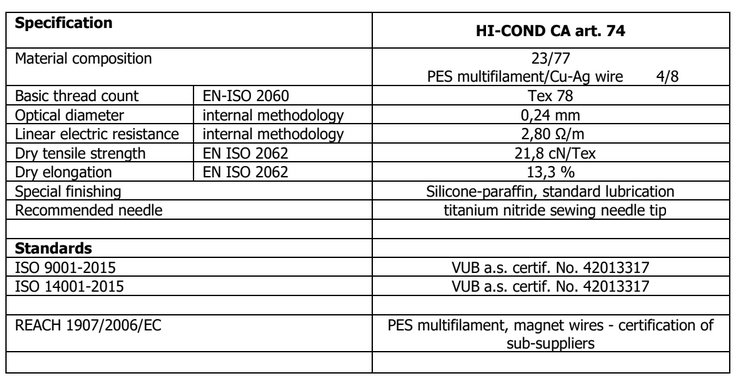 Specification HI-COND CA art. 74
Material composition 23/77
PES multifilament/Cu-Ag wire 4/8
Basic thread count EN-ISO 2060 Tex 78
Optical diameter internal methodology 0,24 mm
Linear electric resistance internal methodology 2,80 Ω/m
Dry tensile strength EN ISO 2062 21,8 cN/Tex
Dry elongation EN ISO 2062 13,3 %
Special finishing Silicone-paraffin, standard lubrication
Recommended needle titanium nitride sewing needle tip
Standards
ISO 9001-2015 VUB a.s. certif. No. 42013317
ISO 14001-2015 VUB a.s. certif. No. 42013317
REACH 1907/2006/EC PES multifilament, magnet wires - certification of
sub-suppliers